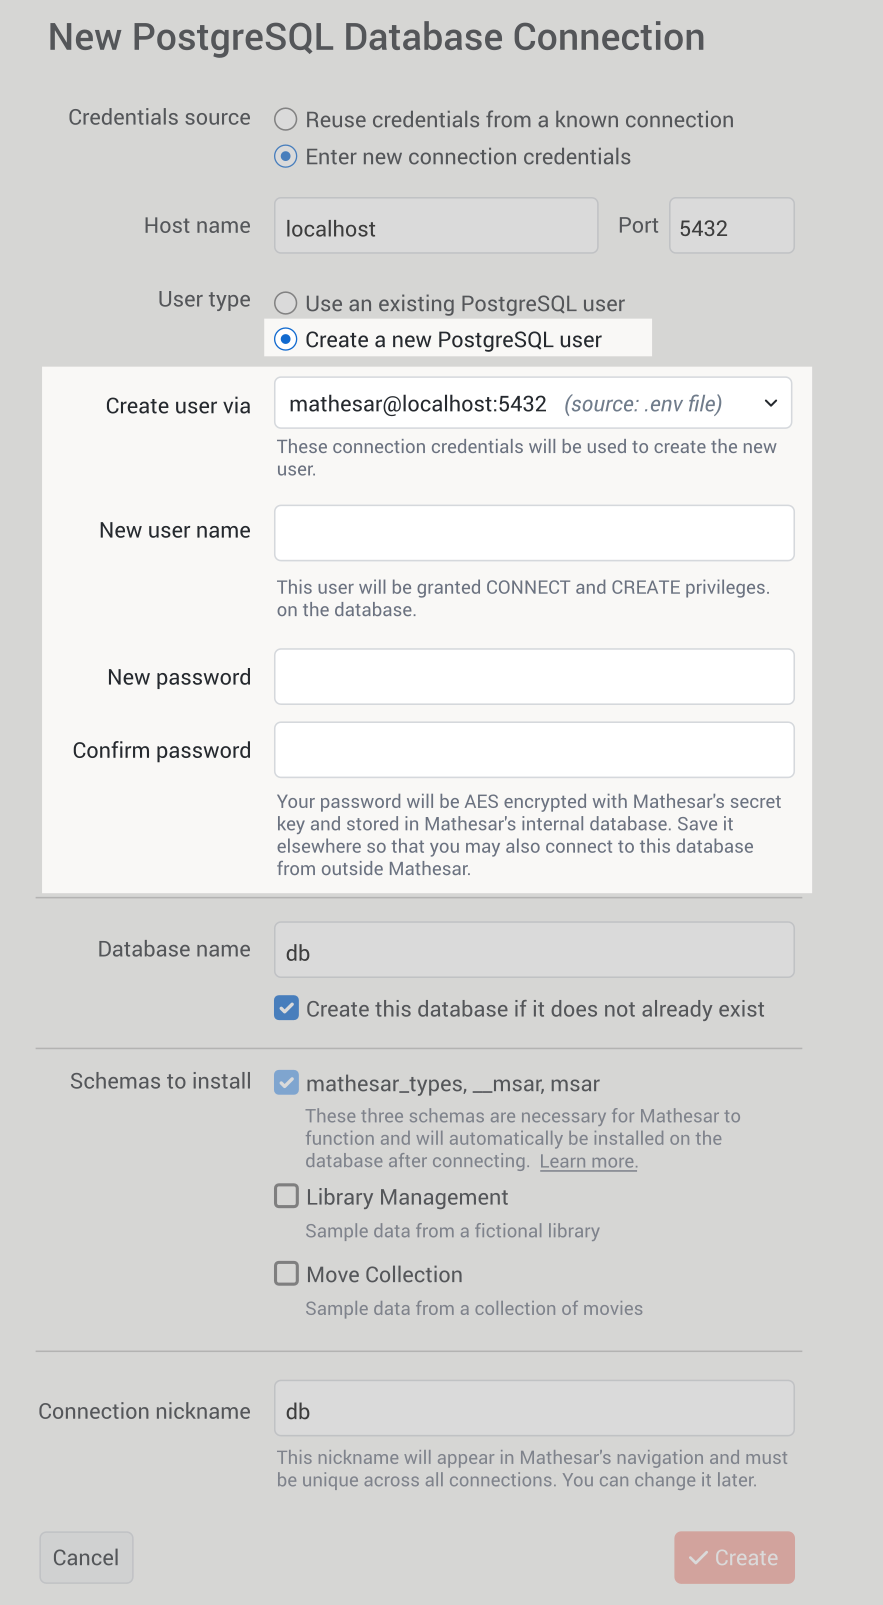 New PostgreSQL Database Connection
Credentials source
Reuse credentials from a known connection
Enter new connection credentials
Host name
localhost
Port
5432
User type
Use an existing PostgreSQL user
Create a new PostgreSQL user
Create user via
mathesar@localhost:5432 (source: .env file)
These connection credentials will be used to create the new
user.
New user name
This user will be granted CONNECT and CREATE privileges.
on the database.
New password
Confirm password
Your password will be AES encrypted with Mathesar's secret
key and stored in Mathesar's internal database. Save it
elsewhere so that you may also connect to this database
from outside Mathesar.
Database name
db
Create this database if it does not already exist
Schemas to install
mathesar_types, __msar, msar
These three schemas are necessary for Mathesar to
function and will automatically be installed on the
database after connecting. Learn more.
Library Management
Sample data from a fictional library
Move Collection
Sample data from a collection of movies
Connection nickname
db
This nickname will appear in Mathesar's navigation and must
be unique across all connections. You can change it later.
Cancel
Create